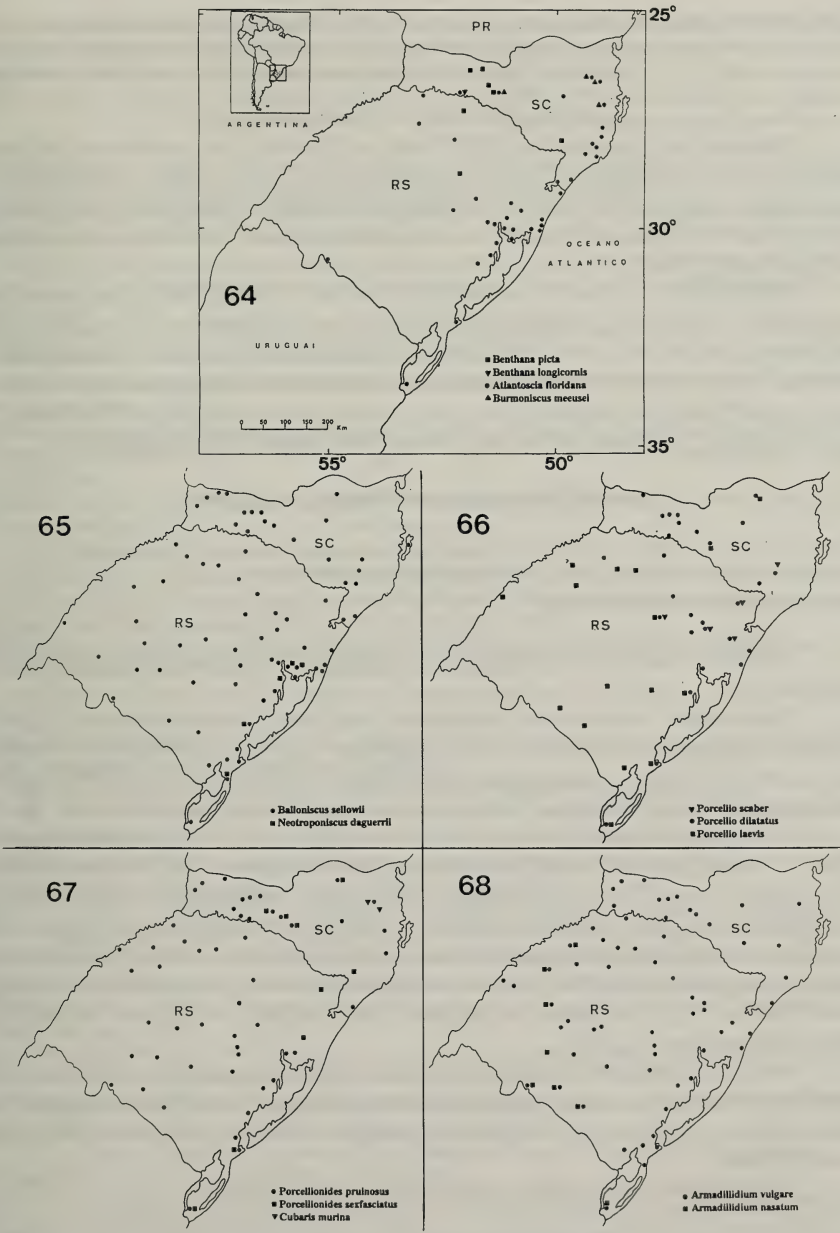 25°
PR
SC
ARGENTINA
RS
30°
OCEANO
ATLANTICO
64
URUGUAI
■ Benthana picta
▼ Benthana longicornis
● Atlantoscia floridana
▲ Burmoniscus meeusei
0 50 100 150 200 Km
35°
55°
50°
65
SC
RS
● Balloniscus sellowii
■ Neotroponiscus daguerrii
66
SC
RS
▼ Porcellio scaber
● Porcellio dilatatus
■ Porcellio laevis
67
SC
RS
● Porcellionides pruinosus
■ Porcellionides sexfasciatus
▼ Cubaris murina
68
SC
RS
● Armadillidium vulgare
■ Armadillidium nasatum